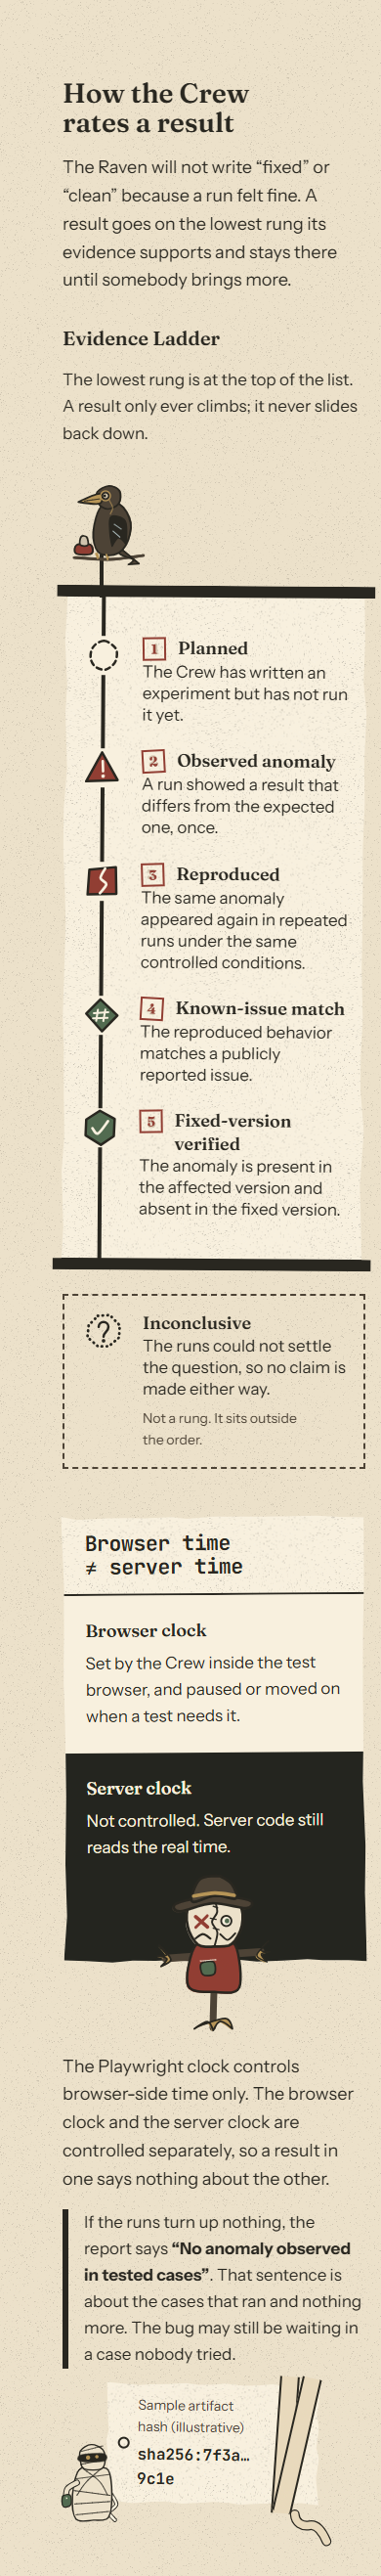 How the Crew
rates a result
The Raven will not write “fixed” or
“clean” because a run felt fine. A
result goes on the lowest rung its
evidence supports and stays there
until somebody brings more.
Evidence Ladder
The lowest rung is at the top of the list.
A result only ever climbs; it never slides
back down.
1 Planned
The Crew has written an
experiment but has not run
it yet.
2 Observed anomaly
A run showed a result that
differs from the expected
one, once.
3 Reproduced
The same anomaly
appeared again in repeated
runs under the same
controlled conditions.
4 Known-issue match
The reproduced behavior
matches a publicly
reported issue.
5 Fixed-version
verified
The anomaly is present in
the affected version and
absent in the fixed version.
Inconclusive
The runs could not settle
the question, so no claim is
made either way.
Not a rung. It sits outside
the order.
Browser time
≠ server time
Browser clock
Set by the Crew inside the test
browser, and paused or moved on
when a test needs it.
Server clock
Not controlled. Server code still
reads the real time.
The Playwright clock controls
browser-side time only. The browser
clock and the server clock are
controlled separately, so a result in
one says nothing about the other.
If the runs turn up nothing, the
report says “No anomaly observed
in tested cases”. That sentence is
about the cases that ran and nothing
more. The bug may still be waiting in
a case nobody tried.
Sample artifact
hash (illustrative)
sha256:7f3a…
9c1e